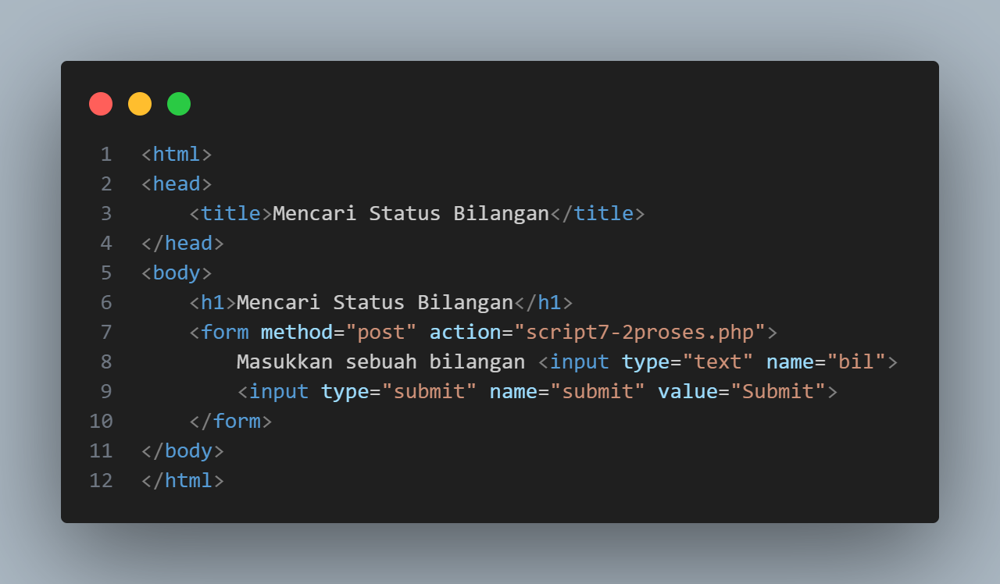 1 <html>
2 <head>
3     <title>Mencari Status Bilangan</title>
4 </head>
5 <body>
6     <h1>Mencari Status Bilangan</h1>
7     <form method="post" action="script7-2proses.php">
8         Masukkan sebuah bilangan <input type="text" name="bil">
9         <input type="submit" name="submit" value="Submit">
10     </form>
11 </body>
12 </html>